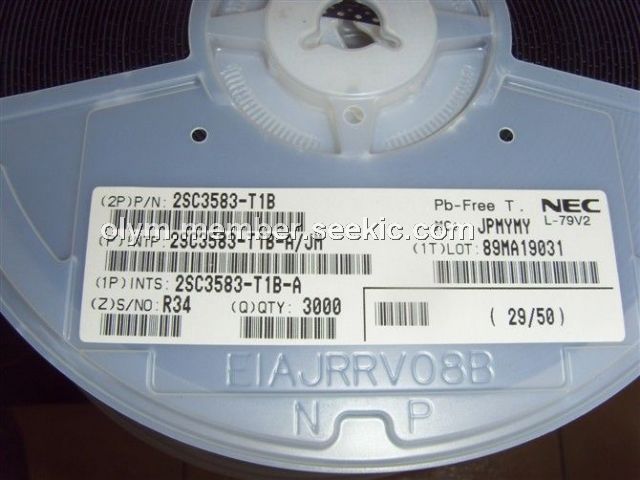 (2P)P/N: 2SC3583-T1B
Pb-Free T. NEC
L-79V2
JPMYMY
olym.member.seekic.com
2SC3583-T1B-A/JM
(1T)LOT: 89MA19031
(1P)INTS: 2SC3583-T1B-A
(Z)S/NO: R34 (Q)QTY: 3000
(29/50)
EIAJRRV08B
N P